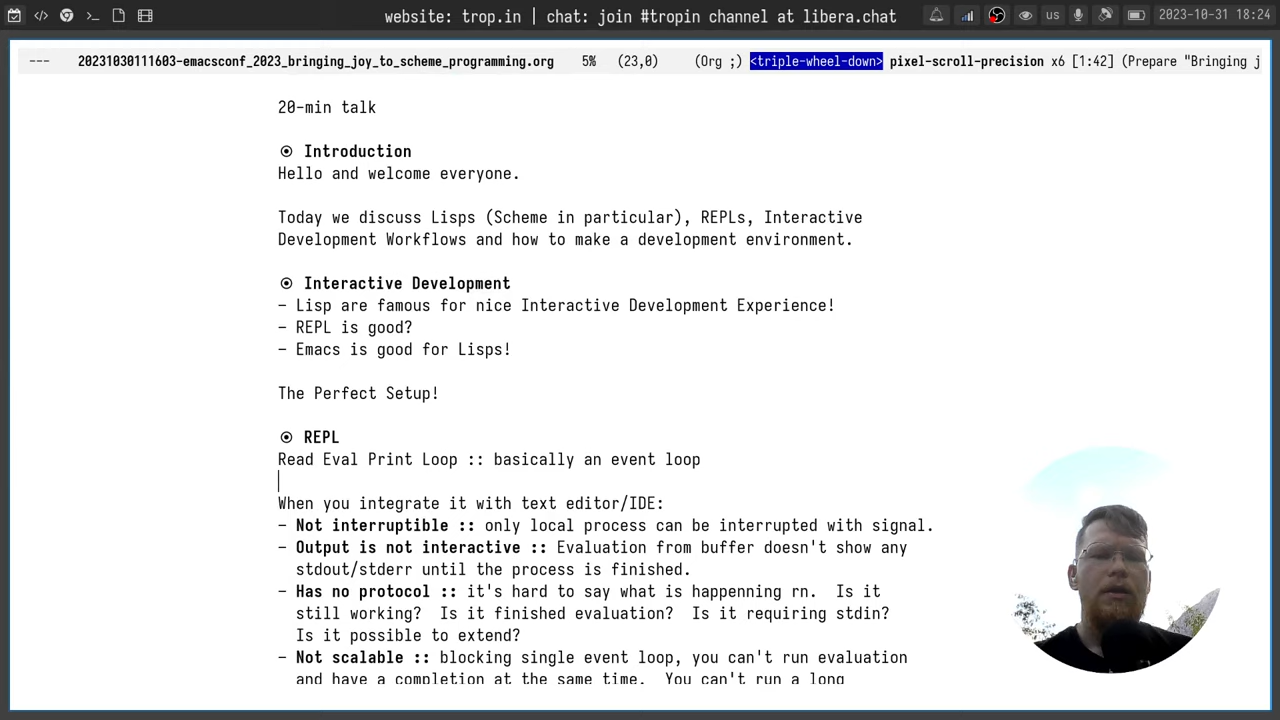 website: trop.in | chat: join #tropin channel at libera.chat
us
2023-10-31 18:24
--- 20231030111603-emacsconf_2023_bringing_joy_to_scheme_programming.org 5% (23,0) (Org ;) <triple-wheel-down> pixel-scroll-precision x6 [1:42] (Prepare "Bringing j
20-min talk
Introduction
Hello and welcome everyone.
Today we discuss Lisps (Scheme in particular), REPLs, Interactive
Development Workflows and how to make a development environment.
Interactive Development
- Lisp are famous for nice Interactive Development Experience!
- REPL is good?
- Emacs is good for Lisps!
The Perfect Setup!
REPL
Read Eval Print Loop :: basically an event loop
When you integrate it with text editor/IDE:
- Not interruptible :: only local process can be interrupted with signal.
- Output is not interactive :: Evaluation from buffer doesn't show any
stdout/stderr until the process is finished.
- Has no protocol :: it's hard to say what is happenning rn.  Is it
still working?  Is it finished evaluation?  Is it requiring stdin?
Is it possible to extend?
- Not scalable :: blocking single event loop, you can't run evaluation
and have a completion at the same time.  You can't run a long